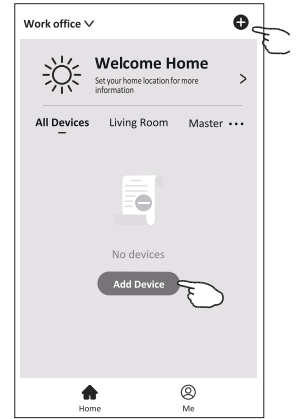 Work office
Welcome Home
Set your home location for more
information
All Devices Living Room Master
No devices
Add Device
Home Me